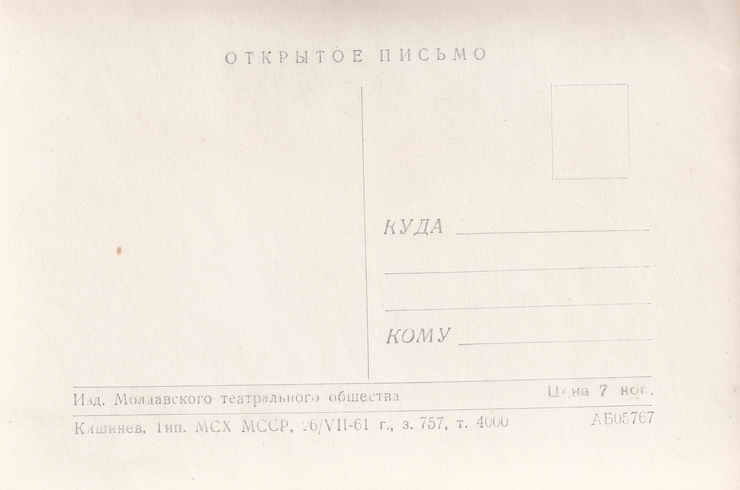 ОТКРЫТОЕ ПИСЬМО
КУДА
КОМУ
Изд. Молдавского театрального общества
Цена 7 коп.
Кишинев, Тип. МСХ МССР, 26/VII-61 г., з. 757, т. 4000
АБ05767